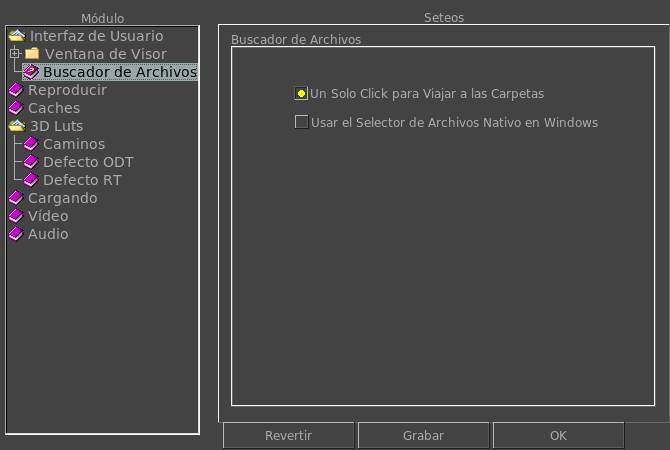 Módulo
Interfaz de Usuario
Ventana de Visor
Buscador de Archivos
Reproducir
Caches
3D Luts
Caminos
Defecto ODT
Defecto RT
Cargando
Vídeo
Audio
Seteos
Buscador de Archivos
Un Solo Click para Viajar a las Carpetas
Usar el Selector de Archivos Nativo en Windows
Revertir
Grabar
OK